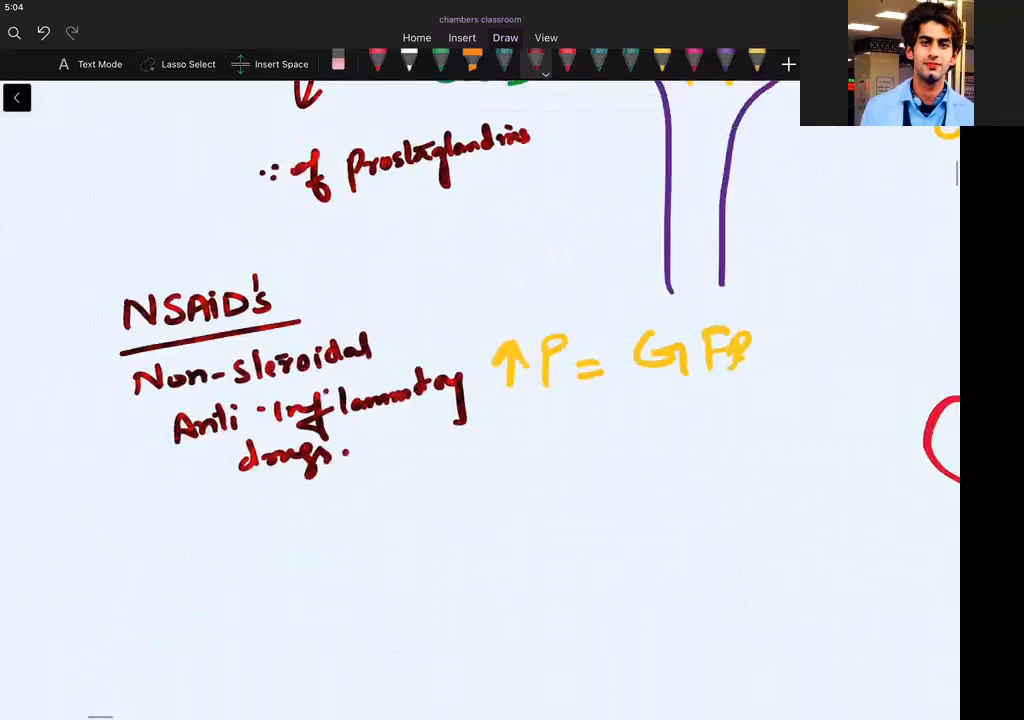 5:04
chambers classroom
Home Insert Draw View
A Text Mode Lasso Select Insert Space
∴ of Prostaglandins
NSAiD's
Non-steroidal
Anti-inflammatory
drugs.
↑ P = GFR